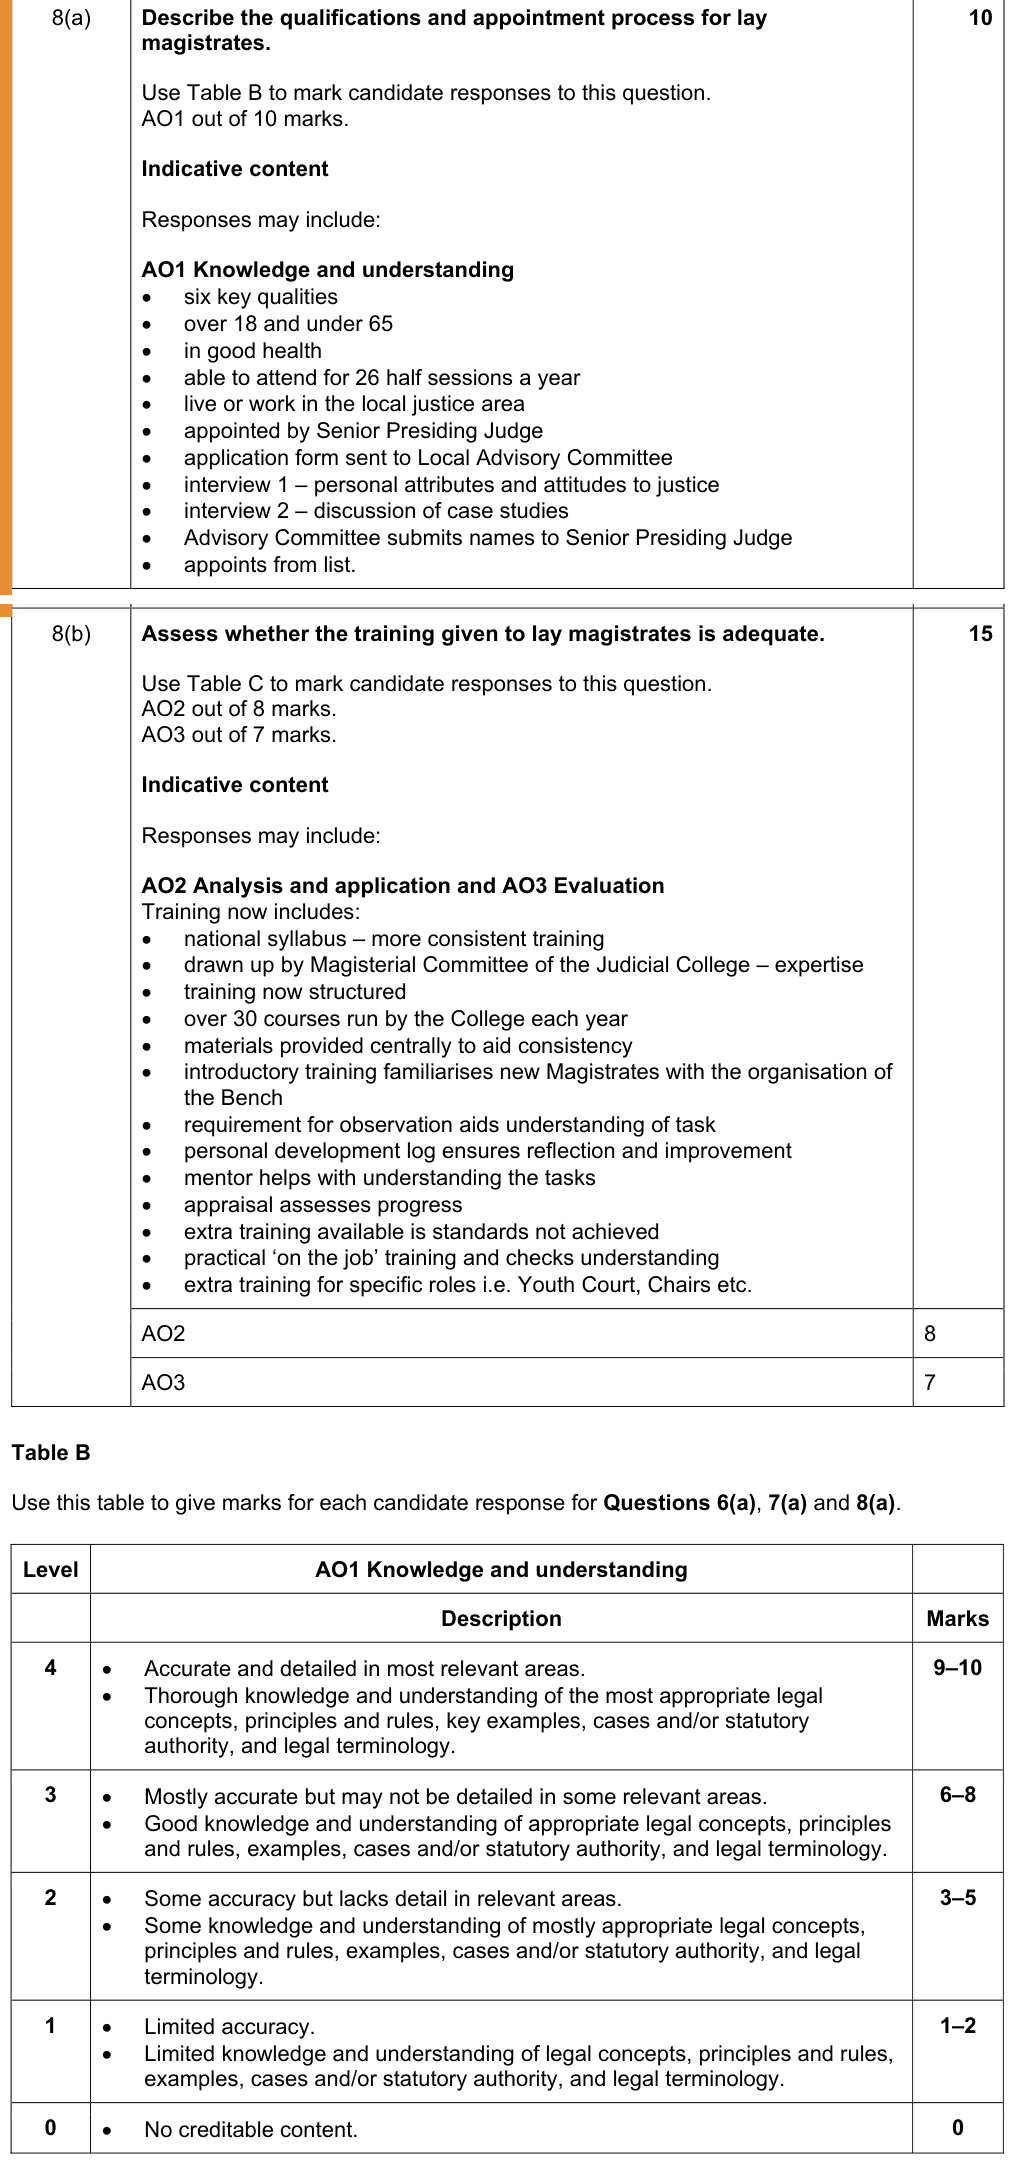 8(a) Describe the qualifications and appointment process for lay 10
magistrates.
Use Table B to mark candidate responses to this question.
AO1 out of 10 marks.
Indicative content
Responses may include:
AO1 Knowledge and understanding
• six key qualities
• over 18 and under 65
• in good health
• able to attend for 26 half sessions a year
• live or work in the local justice area
• appointed by Senior Presiding Judge
• application form sent to Local Advisory Committee
• interview 1 – personal attributes and attitudes to justice
• interview 2 – discussion of case studies
• Advisory Committee submits names to Senior Presiding Judge
• appoints from list.
8(b) Assess whether the training given to lay magistrates is adequate. 15
Use Table C to mark candidate responses to this question.
AO2 out of 8 marks.
AO3 out of 7 marks.
Indicative content
Responses may include:
AO2 Analysis and application and AO3 Evaluation
Training now includes:
• national syllabus – more consistent training
• drawn up by Magisterial Committee of the Judicial College – expertise
• training now structured
• over 30 courses run by the College each year
• materials provided centrally to aid consistency
• introductory training familiarises new Magistrates with the organisation of
the Bench
• requirement for observation aids understanding of task
• personal development log ensures reflection and improvement
• mentor helps with understanding the tasks
• appraisal assesses progress
• extra training available is standards not achieved
• practical ‘on the job’ training and checks understanding
• extra training for specific roles i.e. Youth Court, Chairs etc.
AO2 8
AO3 7
Table B
Use this table to give marks for each candidate response for Questions 6(a), 7(a) and 8(a).
Level AO1 Knowledge and understanding
Description Marks
4 • Accurate and detailed in most relevant areas. 9–10
• Thorough knowledge and understanding of the most appropriate legal
concepts, principles and rules, key examples, cases and/or statutory
authority, and legal terminology.
3 • Mostly accurate but may not be detailed in some relevant areas. 6–8
• Good knowledge and understanding of appropriate legal concepts, principles
and rules, examples, cases and/or statutory authority, and legal terminology.
2 • Some accuracy but lacks detail in relevant areas. 3–5
• Some knowledge and understanding of mostly appropriate legal concepts,
principles and rules, examples, cases and/or statutory authority, and legal
terminology.
1 • Limited accuracy. 1–2
• Limited knowledge and understanding of legal concepts, principles and rules,
examples, cases and/or statutory authority, and legal terminology.
0 • No creditable content. 0